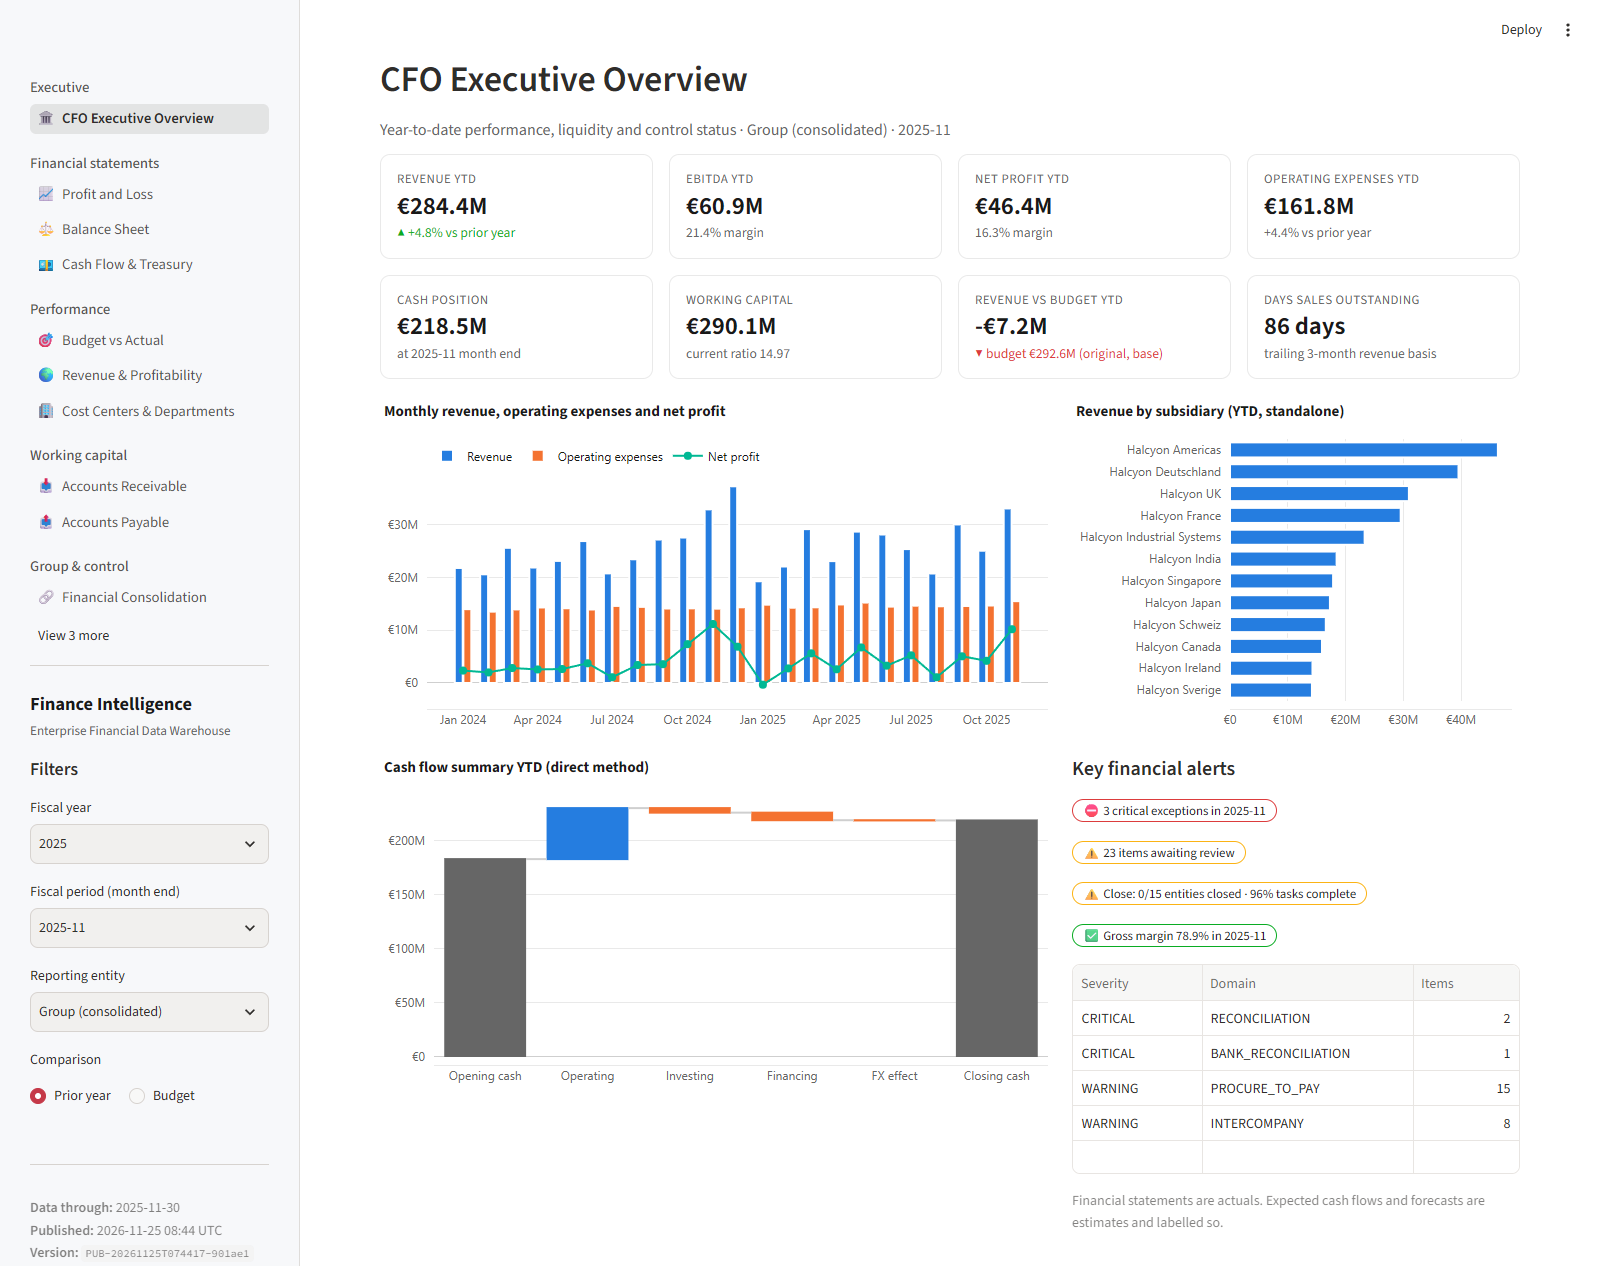 Deploy
Executive
CFO Executive Overview
Financial statements
Profit and Loss
Balance Sheet
Cash Flow & Treasury
Performance
Budget vs Actual
Revenue & Profitability
Cost Centers & Departments
Working capital
Accounts Receivable
Accounts Payable
Group & control
Financial Consolidation
View 3 more
Finance Intelligence
Enterprise Financial Data Warehouse
Filters
Fiscal year
2025
Fiscal period (month end)
2025-11
Reporting entity
Group (consolidated)
Comparison
Prior year
Budget
Data through: 2025-11-30
Published: 2026-11-25 08:44 UTC
Version: PUB-20261125T074417-901ae1
CFO Executive Overview
Year-to-date performance, liquidity and control status · Group (consolidated) · 2025-11
REVENUE YTD
€284.4M
▲ +4.8% vs prior year
EBITDA YTD
€60.9M
21.4% margin
NET PROFIT YTD
€46.4M
16.3% margin
OPERATING EXPENSES YTD
€161.8M
+4.4% vs prior year
CASH POSITION
€218.5M
at 2025-11 month end
WORKING CAPITAL
€290.1M
current ratio 14.97
REVENUE VS BUDGET YTD
-€7.2M
▼ budget €292.6M (original, base)
DAYS SALES OUTSTANDING
86 days
trailing 3-month revenue basis
Monthly revenue, operating expenses and net profit
Revenue
Operating expenses
Net profit
€30M
€20M
€10M
€0
Jan 2024
Apr 2024
Jul 2024
Oct 2024
Jan 2025
Apr 2025
Jul 2025
Oct 2025
Revenue by subsidiary (YTD, standalone)
Halcyon Americas
Halcyon Deutschland
Halcyon UK
Halcyon France
Halcyon Industrial Systems
Halcyon India
Halcyon Singapore
Halcyon Japan
Halcyon Schweiz
Halcyon Canada
Halcyon Ireland
Halcyon Sverige
€0
€10M
€20M
€30M
€40M
Cash flow summary YTD (direct method)
€200M
€150M
€100M
€50M
€0
Opening cash
Operating
Investing
Financing
FX effect
Closing cash
Key financial alerts
3 critical exceptions in 2025-11
23 items awaiting review
Close: 0/15 entities closed · 96% tasks complete
Gross margin 78.9% in 2025-11
Severity Domain Items
CRITICAL RECONCILIATION 2
CRITICAL BANK_RECONCILIATION 1
WARNING PROCURE_TO_PAY 15
WARNING INTERCOMPANY 8
Financial statements are actuals. Expected cash flows and forecasts are
estimates and labelled so.